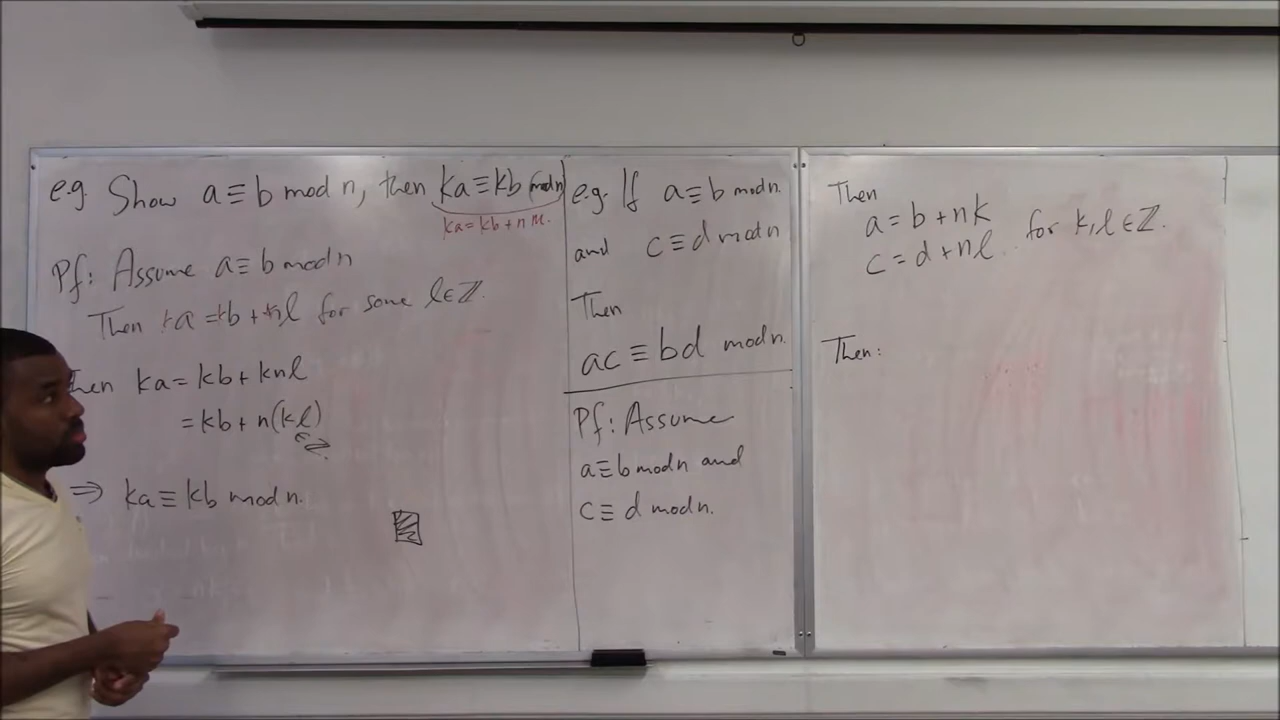 e.g. Show a ≡ b mod n, then ka ≡ kb (mod n)
ka = kb + n m.
Pf: Assume a ≡ b mod n
Then ka = kb + knl for some l ∈ ℤ.
Then ka = kb + knl
= kb + n(kl)
∈ ℤ.
⇒ ka ≡ kb mod n.
e.g. If a ≡ b mod n.
and c ≡ d mod n
Then
ac ≡ bd mod n.
Pf: Assume
a ≡ b mod n and
c ≡ d mod n.
Then
a = b + nk
c = d + nl for k, l ∈ ℤ.
Then: